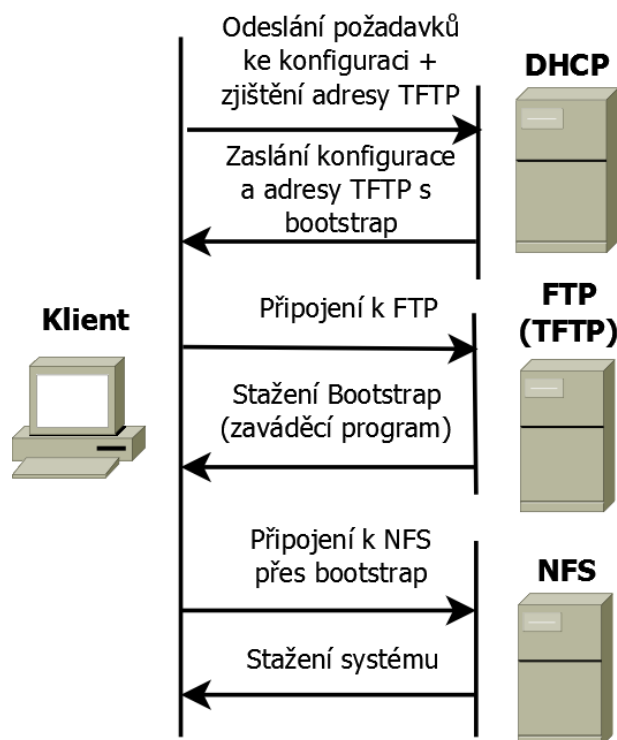 Odeslání požadavků
ke konfiguraci +
zjištění adresy TFTP
DHCP
Zaslání konfigurace
a adresy TFTP s
bootstrap
Klient
Připojení k FTP
FTP
(TFTP)
Stažení Bootstrap
(zaváděcí program)
Připojení k NFS
přes bootstrap
NFS
Stažení systému